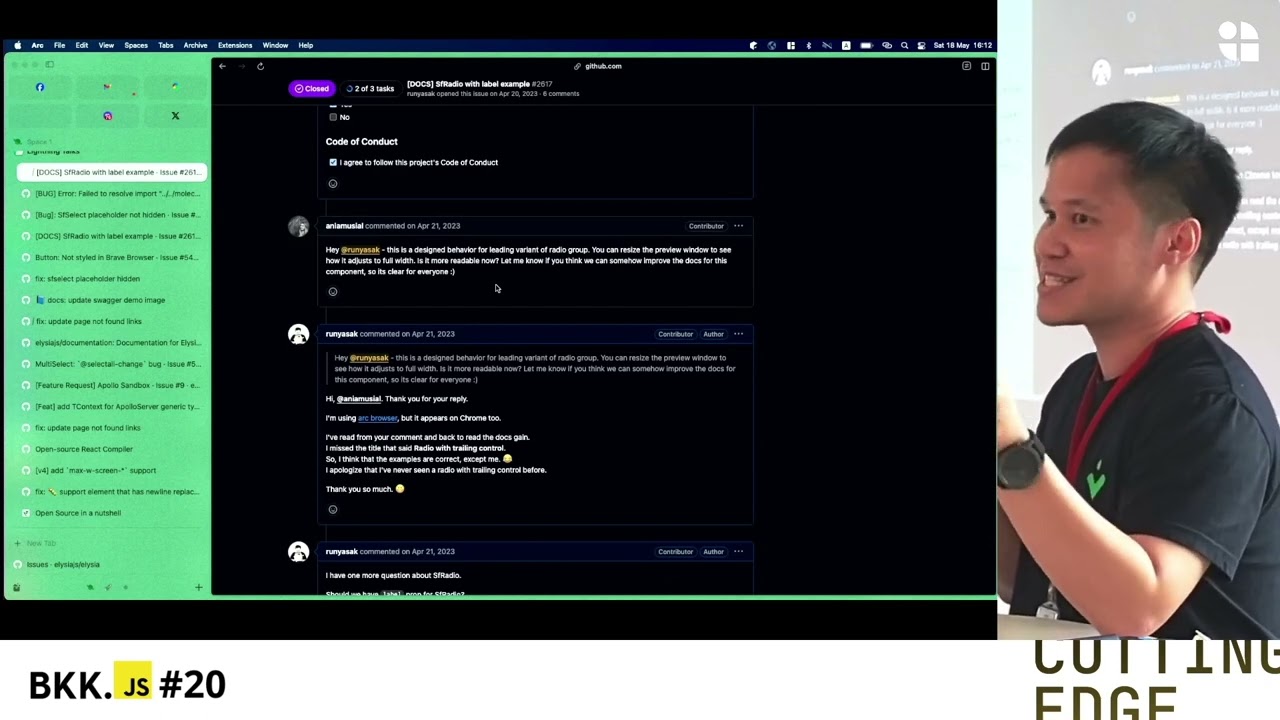 Arc File Edit View Spaces Tabs Archive Extensions Window Help
A
Sat 18 May 16:12
github.com
Closed
2 of 3 tasks
[DOCS] SfRadio with label example #2617
runyasak opened this issue on Apr 20, 2023 · 6 comments
Space 1
Lightning Talks
/ [DOCS] SfRadio with label example · Issue #261...
[BUG] Error: Failed to resolve import "../../molec...
[Bug]: SfSelect placeholder not hidden · Issue #...
[DOCS] SfRadio with label example · Issue #261...
Button: Not styled in Brave Browser · Issue #54...
fix: sfselect placeholder hidden
docs: update swagger demo image
/ fix: update page not found links
elysiajs/documentation: Documentation for Elysi...
MultiSelect: `@selectall-change` bug · Issue #5...
[Feature Request] Apollo Sandbox · Issue #9 · e...
[Feat] add TContext for ApolloServer generic ty...
fix: update page not found links
Open-source React Compiler
[v4] add `max-w-screen-*` support
fix: 🐛 support element that has newline replac...
Open Source in a nutshell
+ New Tab
Issues · elysiajs/elysia
Yes
No
Code of Conduct
I agree to follow this project's Code of Conduct
aniamusial commented on Apr 21, 2023
Contributor
Hey @runyasak - this is a designed behavior for leading variant of radio group. You can resize the preview window to
see how it adjusts to full width. Is it more readable now? Let me know if you think we can somehow improve the docs for this
component, so its clear for everyone :)
runyasak commented on Apr 21, 2023
Contributor Author
Hey @runyasak - this is a designed behavior for leading variant of radio group. You can resize the preview window to
see how it adjusts to full width. Is it more readable now? Let me know if you think we can somehow improve the docs for
this component, so its clear for everyone :)
Hi, @aniamusial. Thank you for your reply.
I'm using arc browser, but it appears on Chrome too.
I've read from your comment and back to read the docs gain.
I missed the title that said Radio with trailing control.
So, I think that the examples are correct, except me. 😂
I apologize that I've never seen a radio with trailing control before.
Thank you so much. 😄
runyasak commented on Apr 21, 2023
Contributor Author
I have one more question about SfRadio.
Should we have label prop for SfRadio?
BKK.JS #20
CUTTING
EDGE